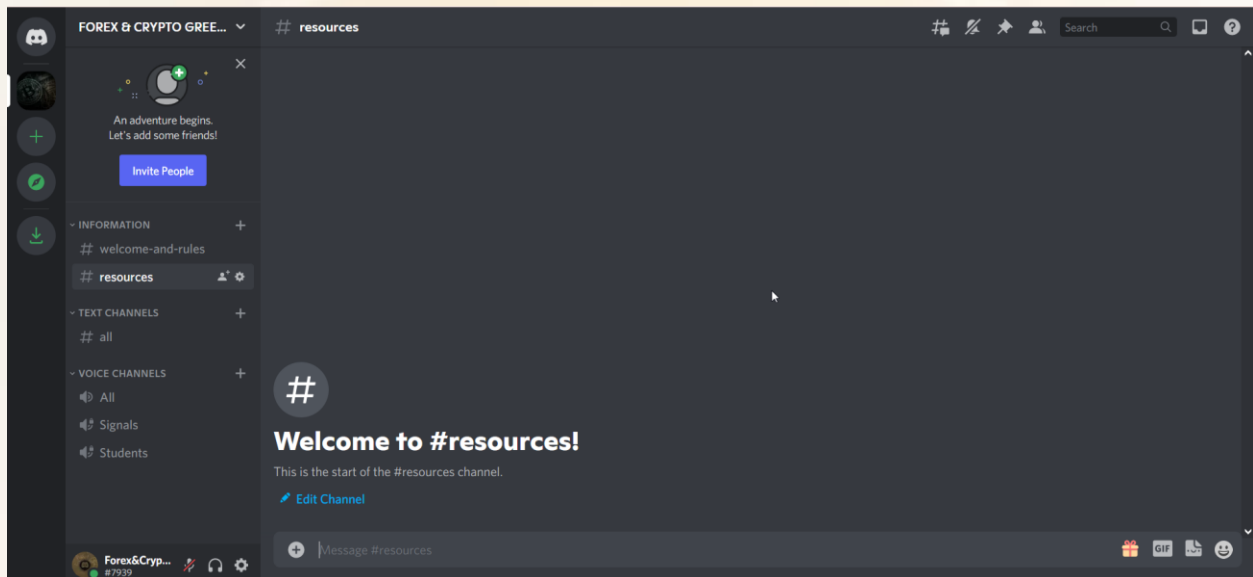 FOREX & CRYPTO GREE...
# resources
Search
An adventure begins.
Let's add some friends!
Invite People
INFORMATION
# welcome-and-rules
# resources
TEXT CHANNELS
# all
VOICE CHANNELS
All
Signals
Students
Forex&Cryp...
#7939
#
Welcome to #resources!
This is the start of the #resources channel.
Edit Channel
Message #resources
GIF